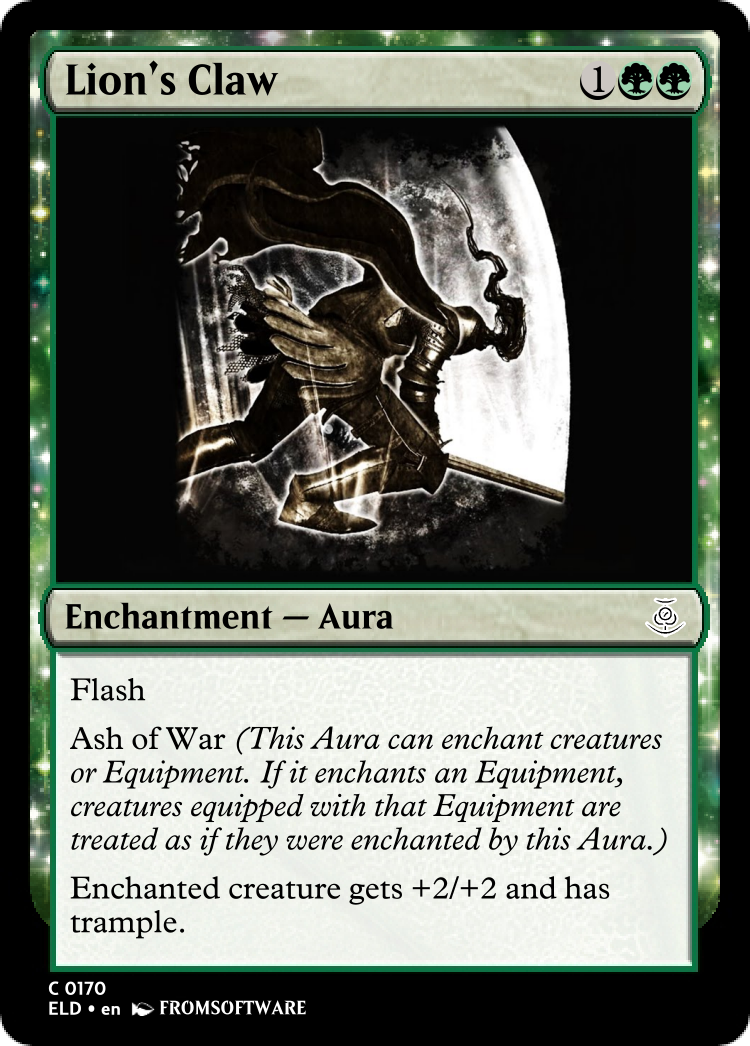 Lion's Claw 1
Enchantment — Aura
Flash
Ash of War (This Aura can enchant creatures
or Equipment. If it enchants an Equipment,
creatures equipped with that Equipment are
treated as if they were enchanted by this Aura.)
Enchanted creature gets +2/+2 and has
trample.
C 0170
ELD • en FROMSOFTWARE